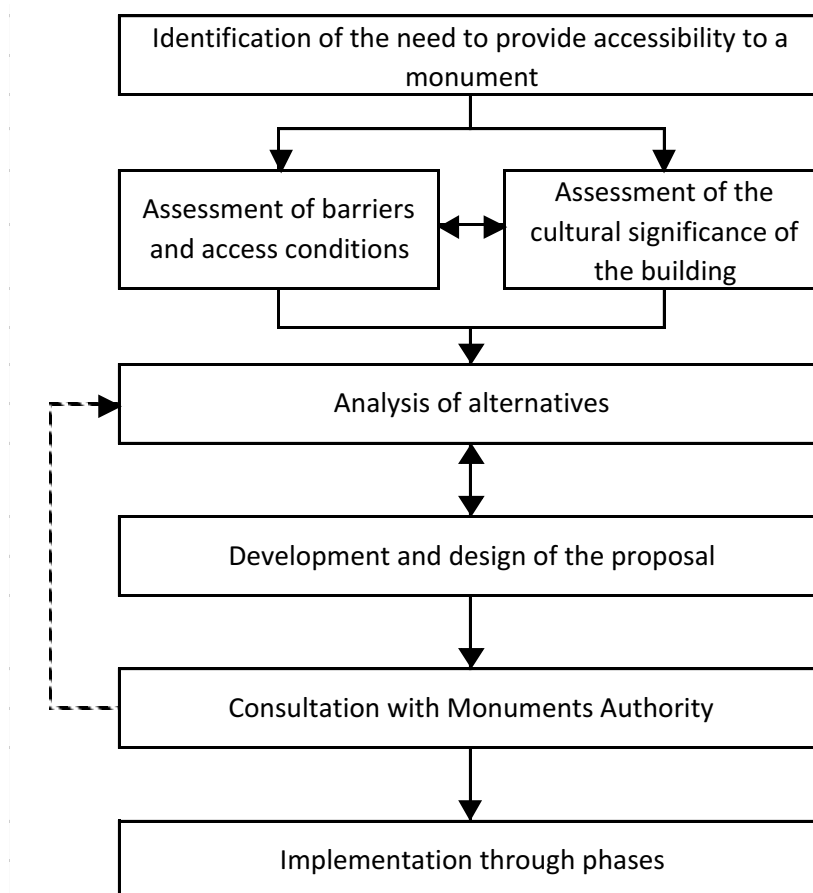 Identification of the need to provide accessibility to a
monument
Assessment of barriers
and access conditions
Assessment of the
cultural significance of
the building
Analysis of alternatives
Development and design of the proposal
Consultation with Monuments Authority
Implementation through phases